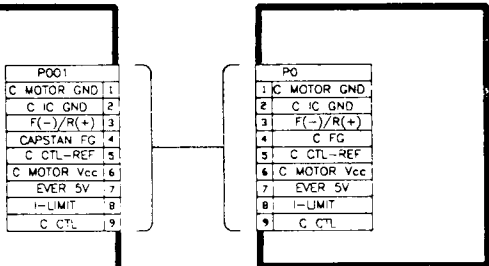 P001
C MOTOR GND 1
C IC GND 2
F(-)/R(+) 3
CAPSTAN FG 4
C CTL-REF 5
C MOTOR Vcc 6
EVER 5V 7
I-LIMIT 8
C CTL 9
P0
1 C MOTOR GND
2 C IC GND
3 F(-)/R(+)
4 C FG
5 C CTL-REF
6 C MOTOR Vcc
7 EVER 5V
8 I-LIMIT
9 C CTL